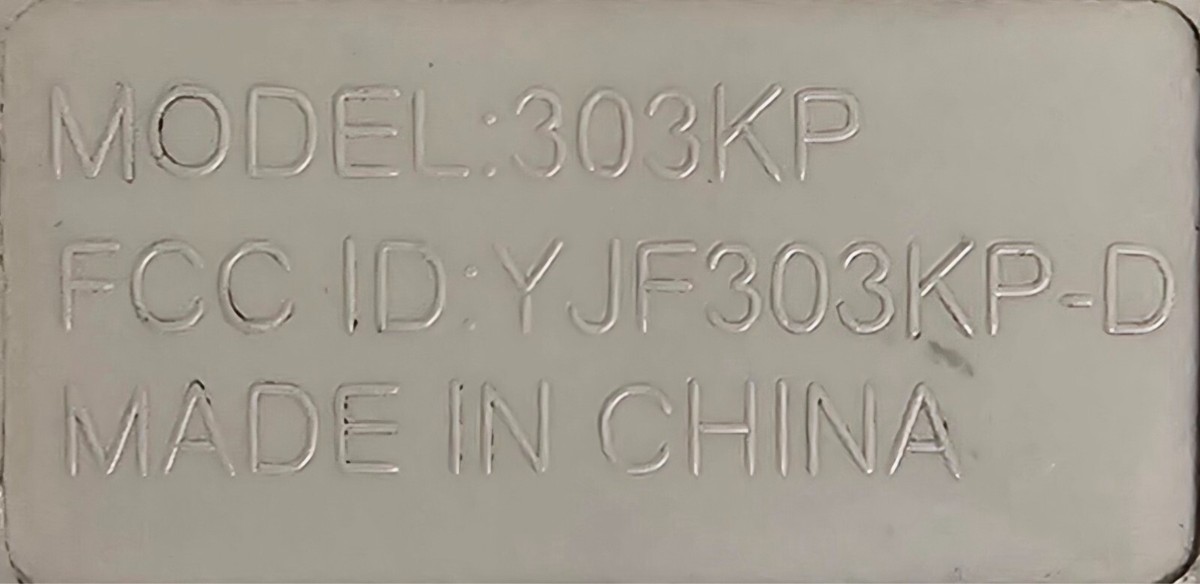 MODEL:303KP
FCC ID:YJF303KP-D
MADE IN CHINA